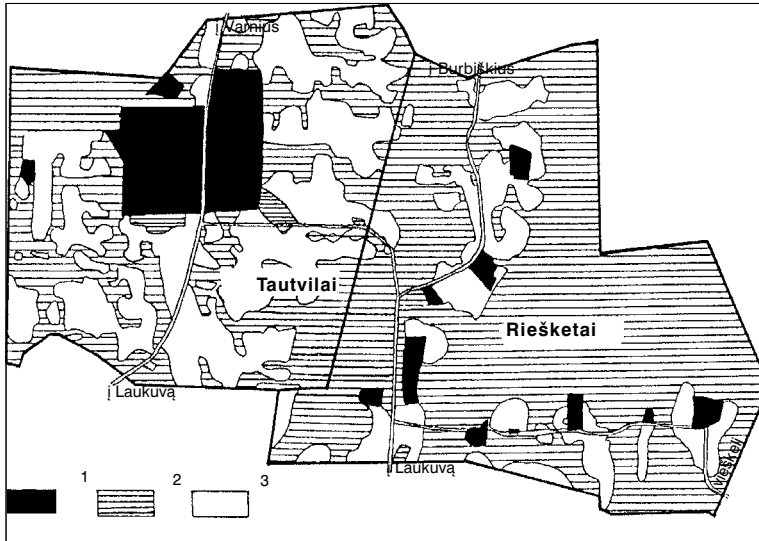 į Varnius
į Burbiškius
Tautvilai
Riešketai
į Laukuvą
į Laukuvą
į vieškelį
1
2
3